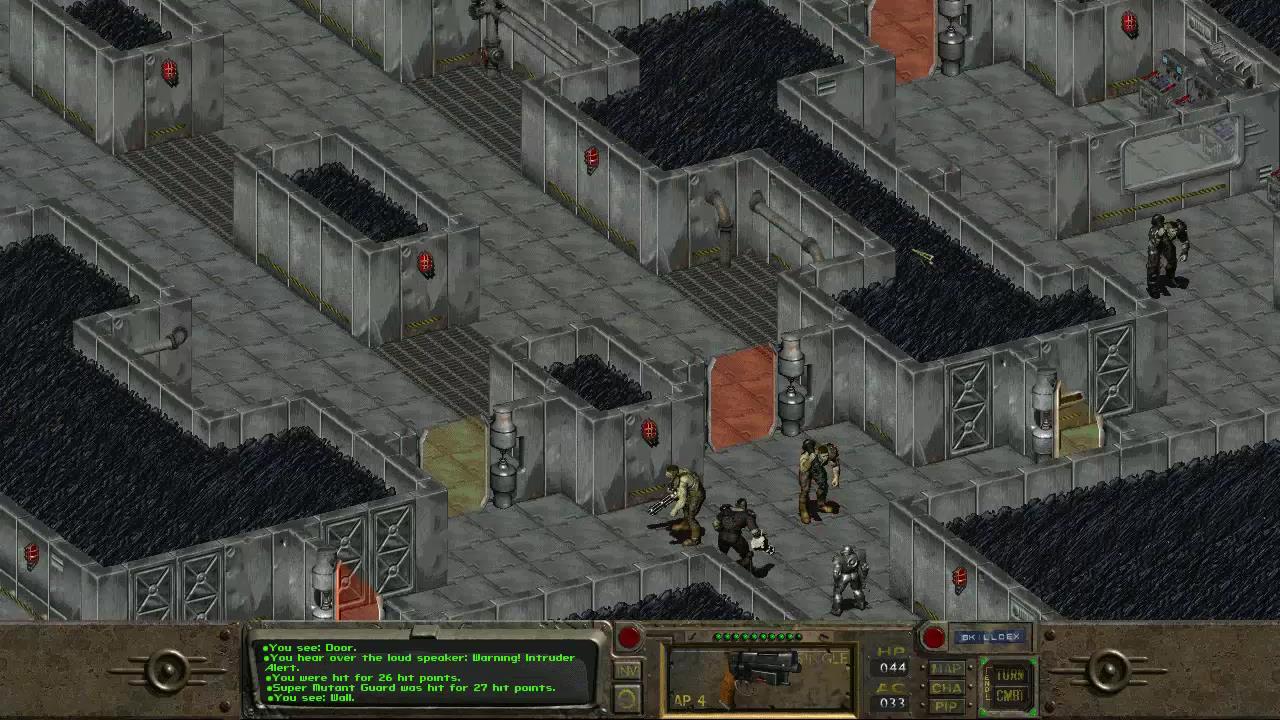 •You see: Door.
•You hear over the loud speaker: Warning! Intruder
Alert.
•You were hit for 26 hit points.
•Super Mutant Guard was hit for 27 hit points.
•You see: Wall.
INV
SINGLE
AP 4
HP
044
AC
033
SKILLDEX
MAP
CHA
PIP
TURN
CMBT